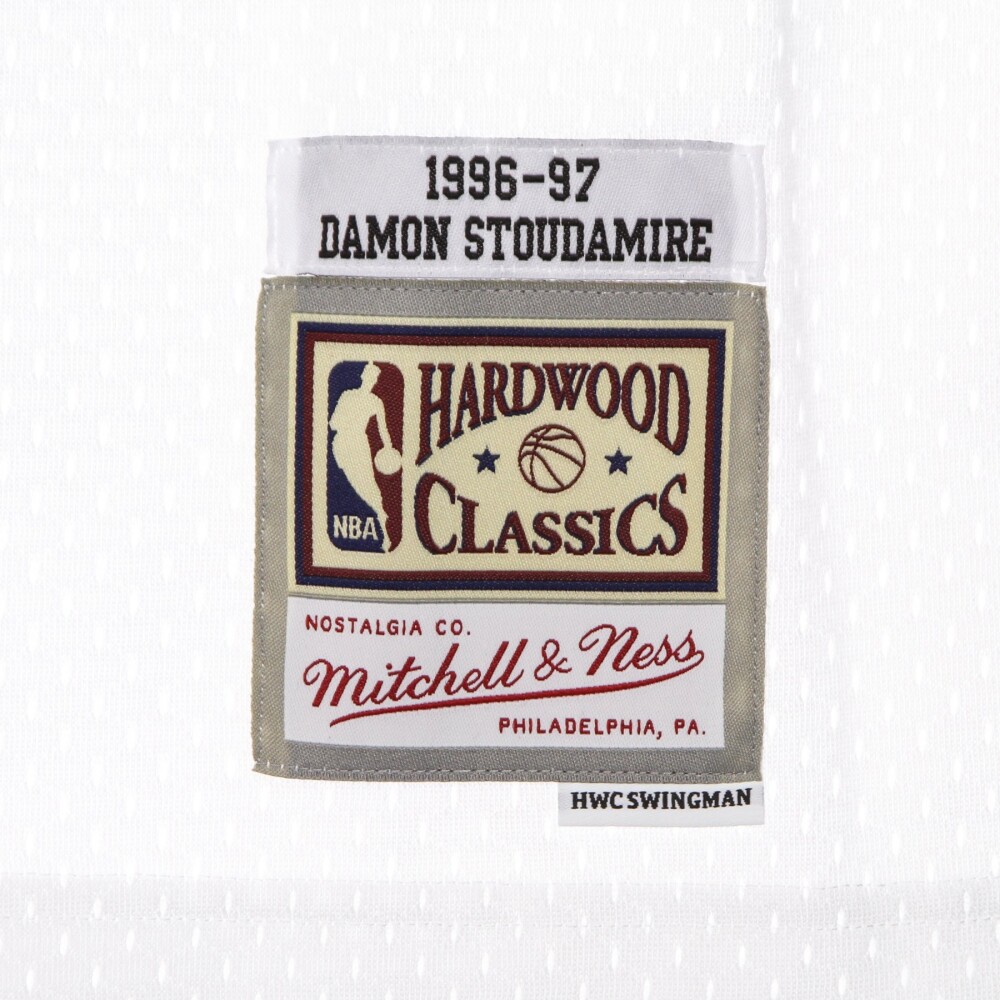 1996-97
DAMON STOUDAMIRE
HARDWOOD
CLASSICS
NBA
NOSTALGIA CO.
Mitchell & Ness
PHILADELPHIA, PA.
HWC SWINGMAN